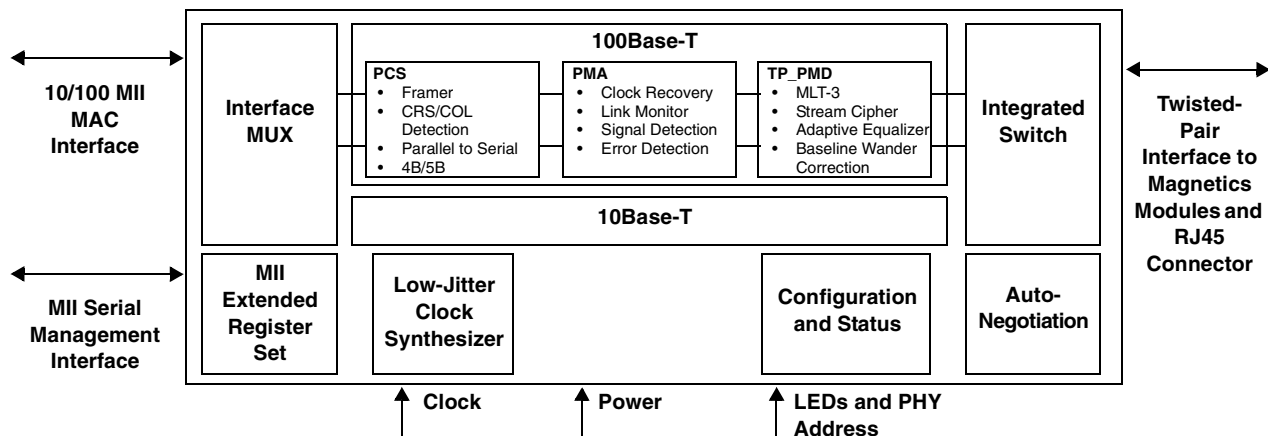 10/100 MII
MAC
Interface
MII Serial
Management
Interface
Interface
MUX
100Base-T
PCS
• Framer
• CRS/COL
Detection
• Parallel to Serial
• 4B/5B
PMA
• Clock Recovery
• Link Monitor
• Signal Detection
• Error Detection
TP_PMD
• MLT-3
• Stream Cipher
• Adaptive Equalizer
• Baseline Wander
Correction
10Base-T
Integrated
Switch
MII
Extended
Register
Set
Low-Jitter
Clock
Synthesizer
Configuration
and Status
Auto-
Negotiation
Twisted-
Pair
Interface to
Magnetics
Modules and
RJ45
Connector
Clock
Power
LEDs and PHY
Address